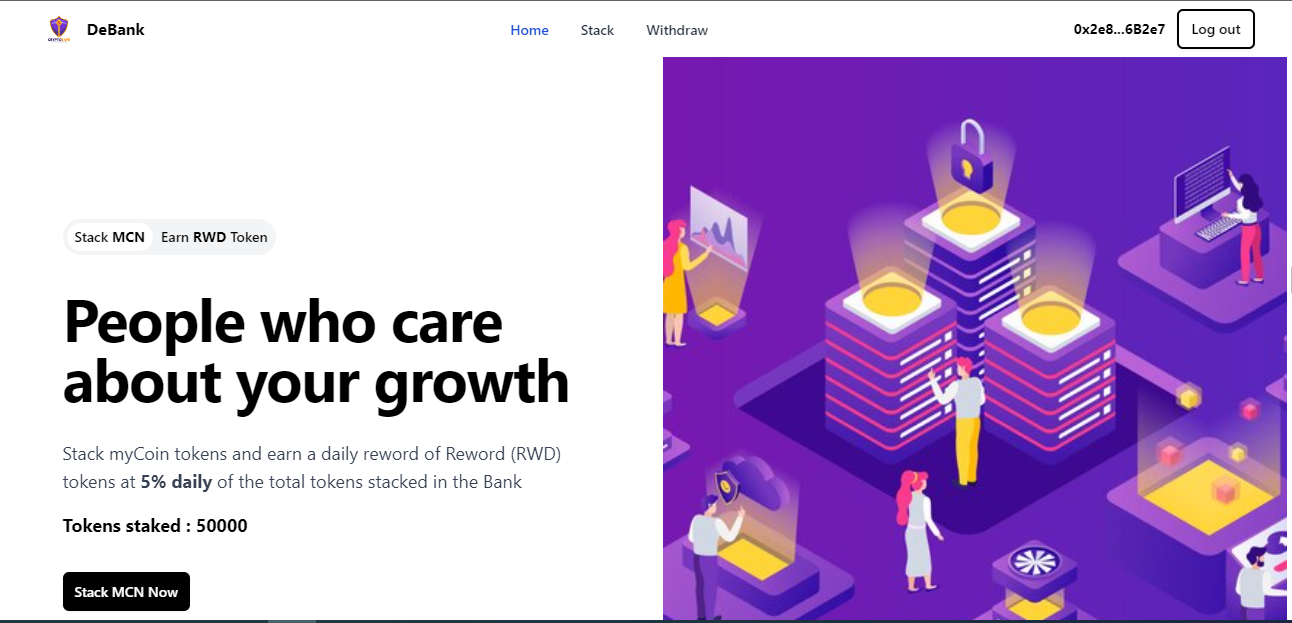 DeBank
Home Stack Withdraw
0x2e8...6B2e7 Log out
Stack MCN Earn RWD Token
People who care
about your growth
Stack myCoin tokens and earn a daily reword of Reword (RWD)
tokens at 5% daily of the total tokens stacked in the Bank
Tokens staked : 50000
Stack MCN Now